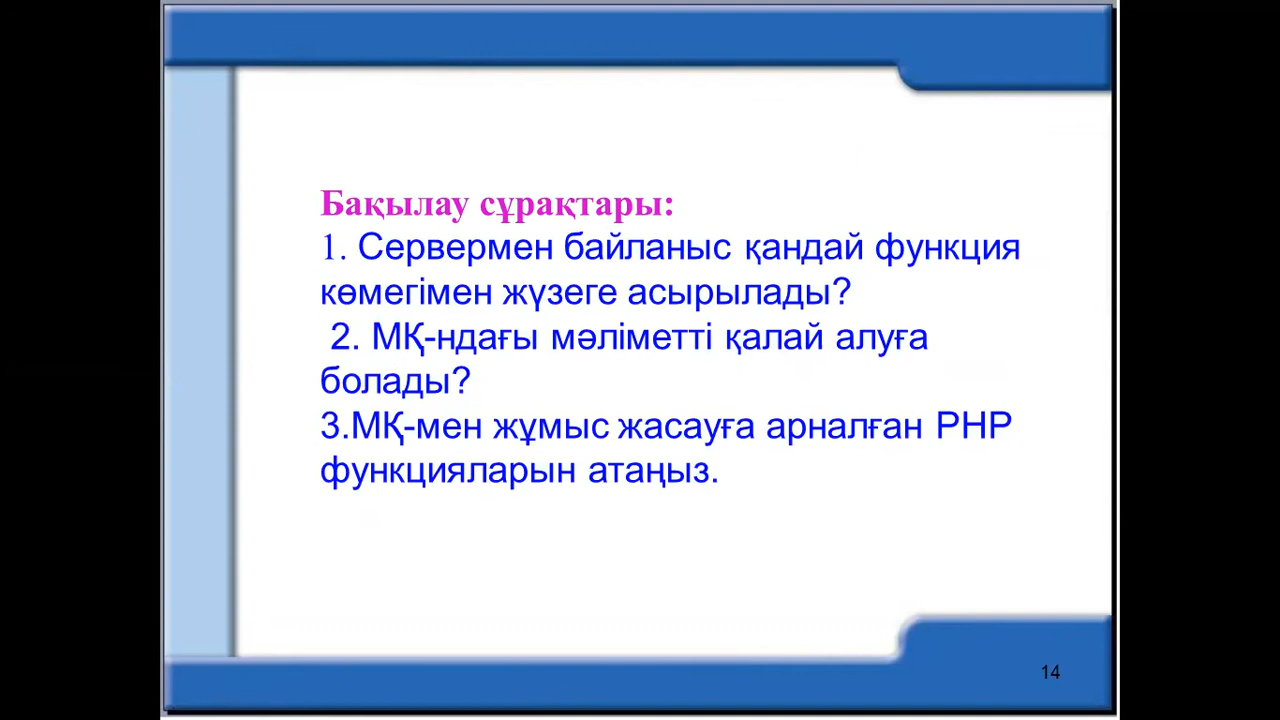 Бақылау сұрақтары:
1. Сервермен байланыс қандай функция
көмегімен жүзеге асырылады?
2. МҚ-ндағы мәліметті қалай алуға
болады?
3.МҚ-мен жұмыс жасауға арналған PHP
функцияларын атаңыз.
14